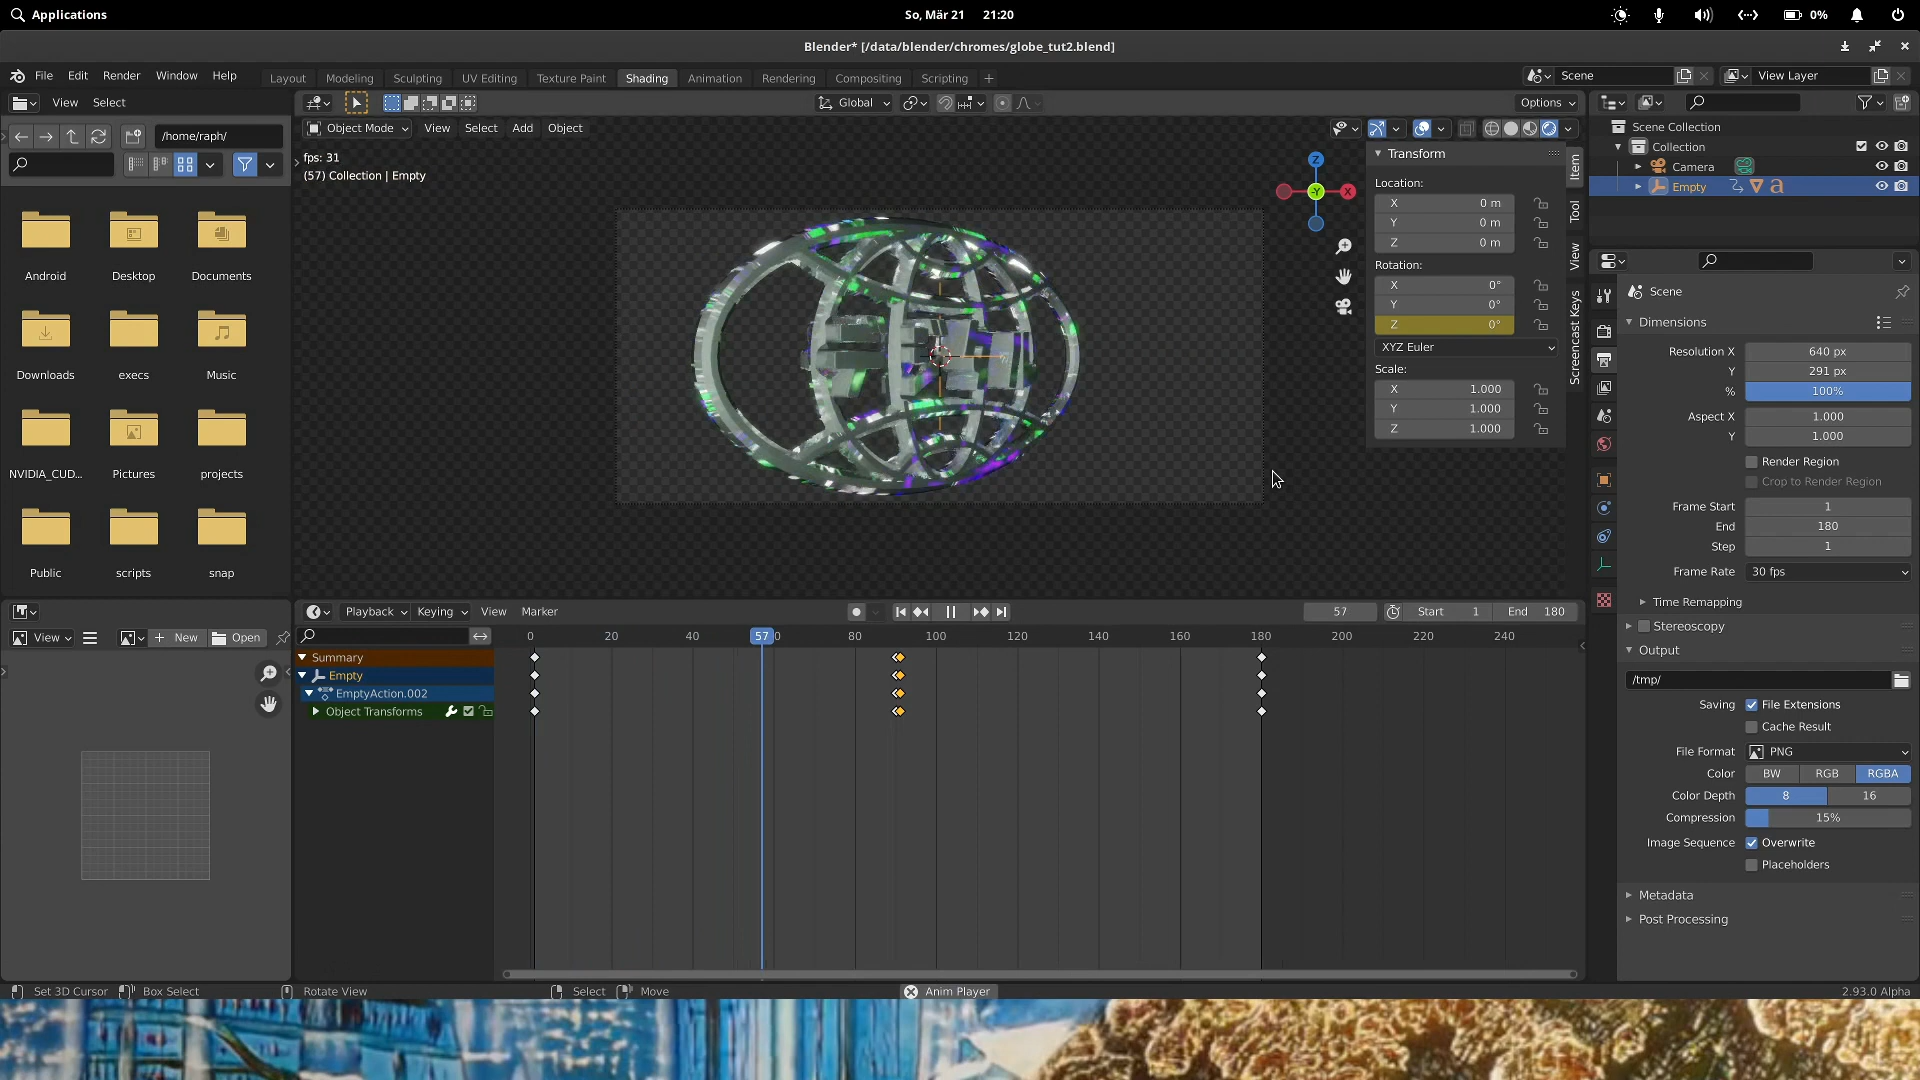 Applications
So, Mär 21 21:20
0%
Blender* [/data/blender/chromes/globe_tut2.blend]
File Edit Render Window Help
Layout Modeling Sculpting UV Editing Texture Paint Shading Animation Rendering Compositing Scripting +
Scene
View Layer
View Select
Global
Options
/home/raph/
Object Mode View Select Add Object
fps: 31
(57) Collection | Empty
Z
-Y
X
Item
Tool
View
Screencast Keys
Transform
Location:
X 0 m
Y 0 m
Z 0 m
Rotation:
X 0°
Y 0°
Z 0°
XYZ Euler
Scale:
X 1.000
Y 1.000
Z 1.000
Android Desktop Documents
Downloads execs Music
NVIDIA_CUD... Pictures projects
Public scripts snap
Scene Collection
Collection
Camera
Empty
Scene
Dimensions
Resolution X 640 px
Y 291 px
% 100%
Aspect X 1.000
Y 1.000
Render Region
Crop to Render Region
Frame Start 1
End 180
Step 1
Frame Rate 30 fps
Time Remapping
Stereoscopy
Output
/tmp/
Saving File Extensions
Cache Result
File Format PNG
Color BW RGB RGBA
Color Depth 8 16
Compression 15%
Image Sequence Overwrite
Placeholders
Metadata
Post Processing
View New Open
Playback Keying View Marker
57 Start 1 End 180
0 20 40 57 0 80 100 120 140 160 180 200 220 240
Summary
Empty
EmptyAction.002
Object Transforms
Set 3D Cursor Box Select Rotate View Select Move Anim Player 2.93.0 Alpha